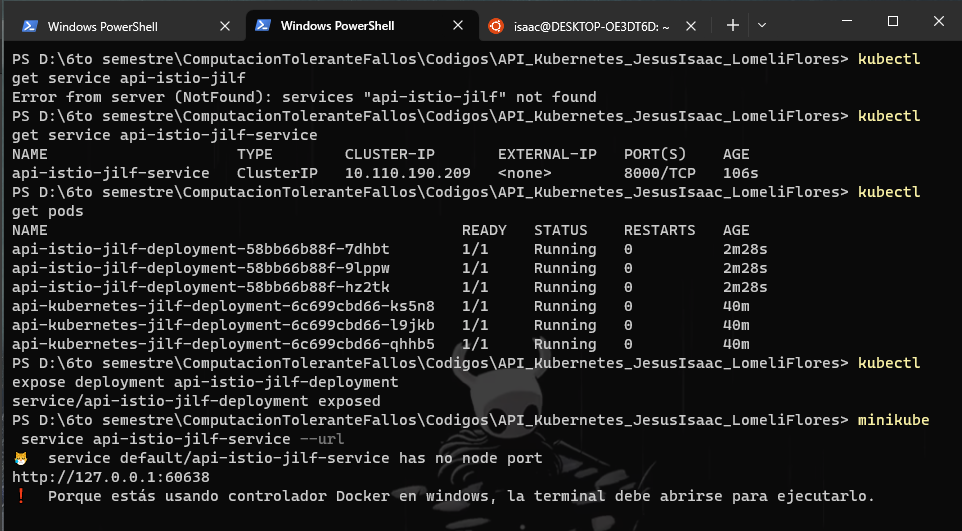 Windows PowerShell
Windows PowerShell
isaac@DESKTOP-OE3DT6D: ~
PS D:\6to semestre\ComputacionToleranteFallos\Codigos\API_Kubernetes_JesusIsaac_LomeliFlores> kubectl
get service api-istio-jilf
Error from server (NotFound): services "api-istio-jilf" not found
PS D:\6to semestre\ComputacionToleranteFallos\Codigos\API_Kubernetes_JesusIsaac_LomeliFlores> kubectl
get service api-istio-jilf-service
NAME TYPE CLUSTER-IP EXTERNAL-IP PORT(S) AGE
api-istio-jilf-service ClusterIP 10.110.190.209 <none> 8000/TCP 106s
PS D:\6to semestre\ComputacionToleranteFallos\Codigos\API_Kubernetes_JesusIsaac_LomeliFlores> kubectl
get pods
NAME READY STATUS RESTARTS AGE
api-istio-jilf-deployment-58bb66b88f-7dhbt 1/1 Running 0 2m28s
api-istio-jilf-deployment-58bb66b88f-9lppw 1/1 Running 0 2m28s
api-istio-jilf-deployment-58bb66b88f-hz2tk 1/1 Running 0 2m28s
api-kubernetes-jilf-deployment-6c699cbd66-ks5n8 1/1 Running 0 40m
api-kubernetes-jilf-deployment-6c699cbd66-l9jkb 1/1 Running 0 40m
api-kubernetes-jilf-deployment-6c699cbd66-qhhb5 1/1 Running 0 40m
PS D:\6to semestre\ComputacionToleranteFallos\Codigos\API_Kubernetes_JesusIsaac_LomeliFlores> kubectl
expose deployment api-istio-jilf-deployment
service/api-istio-jilf-deployment exposed
PS D:\6to semestre\ComputacionToleranteFallos\Codigos\API_Kubernetes_JesusIsaac_LomeliFlores> minikube
service api-istio-jilf-service --url
😿 service default/api-istio-jilf-service has no node port
http://127.0.0.1:60638
❗ Porque estás usando controlador Docker en windows, la terminal debe abrirse para ejecutarlo.